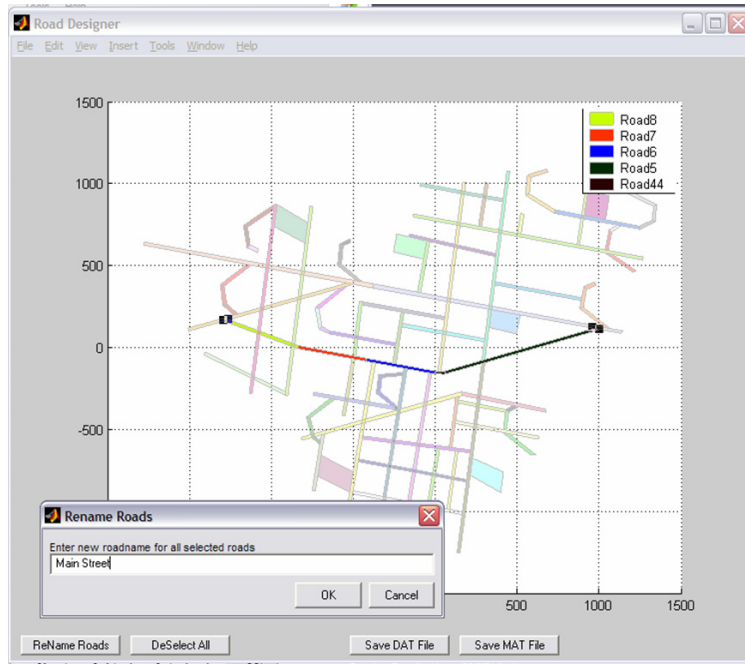 Tools Help
Road Designer
File Edit View Insert Tools Window Help
1500
1000
500
0
-500
Road8
Road7
Road6
Road5
Road44
Rename Roads
Enter new roadname for all selected roads
Main Street
OK Cancel
500 1000 1500
ReName Roads DeSelect All Save DAT File Save MAT File